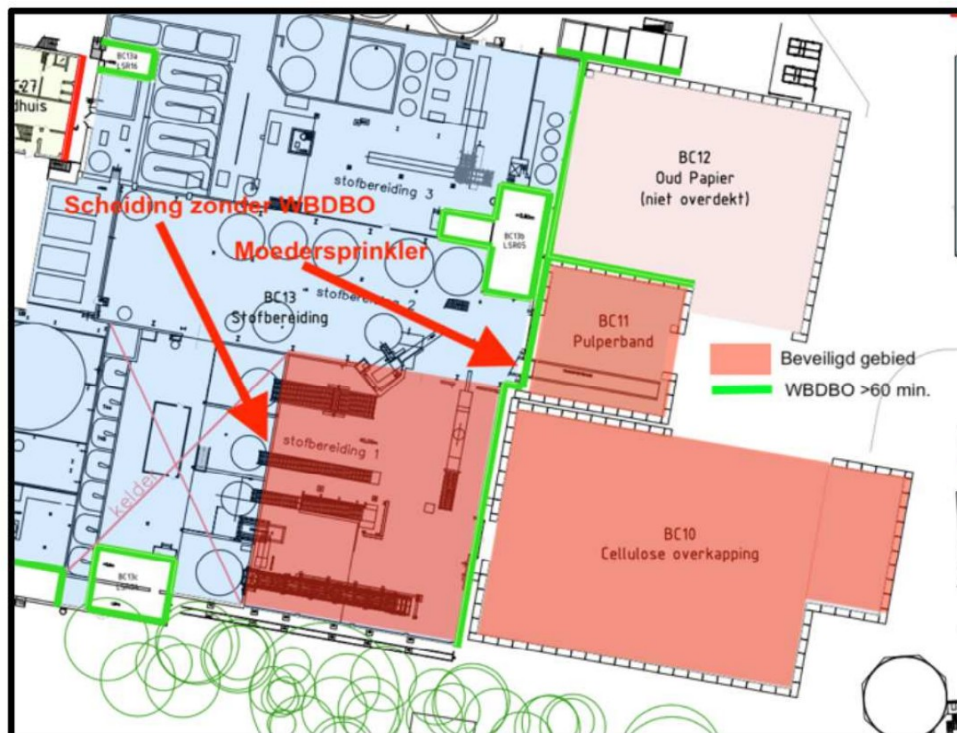 BC13a
LSR16
C-27
dhuis
stofbereiding 3
BC12
Oud Papier
(niet overdekt)
Scheiding zonder WBDBO
BC13b
LSR05
Moedersprinkler
stofbereiding 2
BC13
Stofbereiding
BC11
Pulperband
Beveiligd gebied
WBDBO >60 min.
stofbereiding 1
kelder
BC10
Cellulose overkapping
BC13c